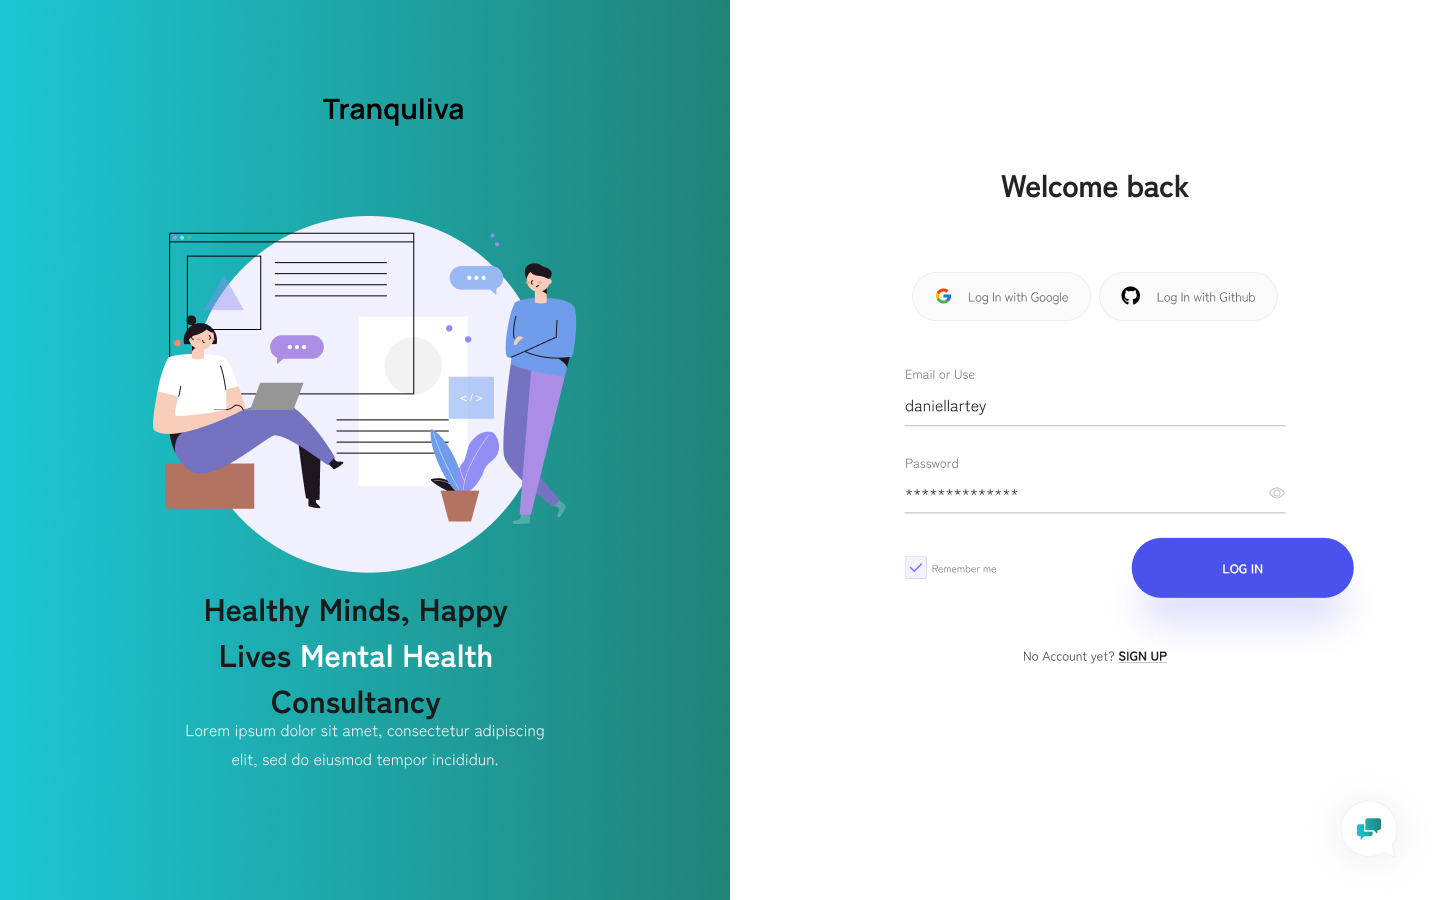 Tranquliva
</>
Healthy Minds, Happy
Lives Mental Health
Consultancy
Lorem ipsum dolor sit amet, consectetur adipiscing
elit, sed do eiusmod tempor incididun.
Welcome back
Log In with Google
Log In with Github
Email or Use
daniellartey
Password
**************
Remember me
LOG IN
No Account yet? SIGN UP